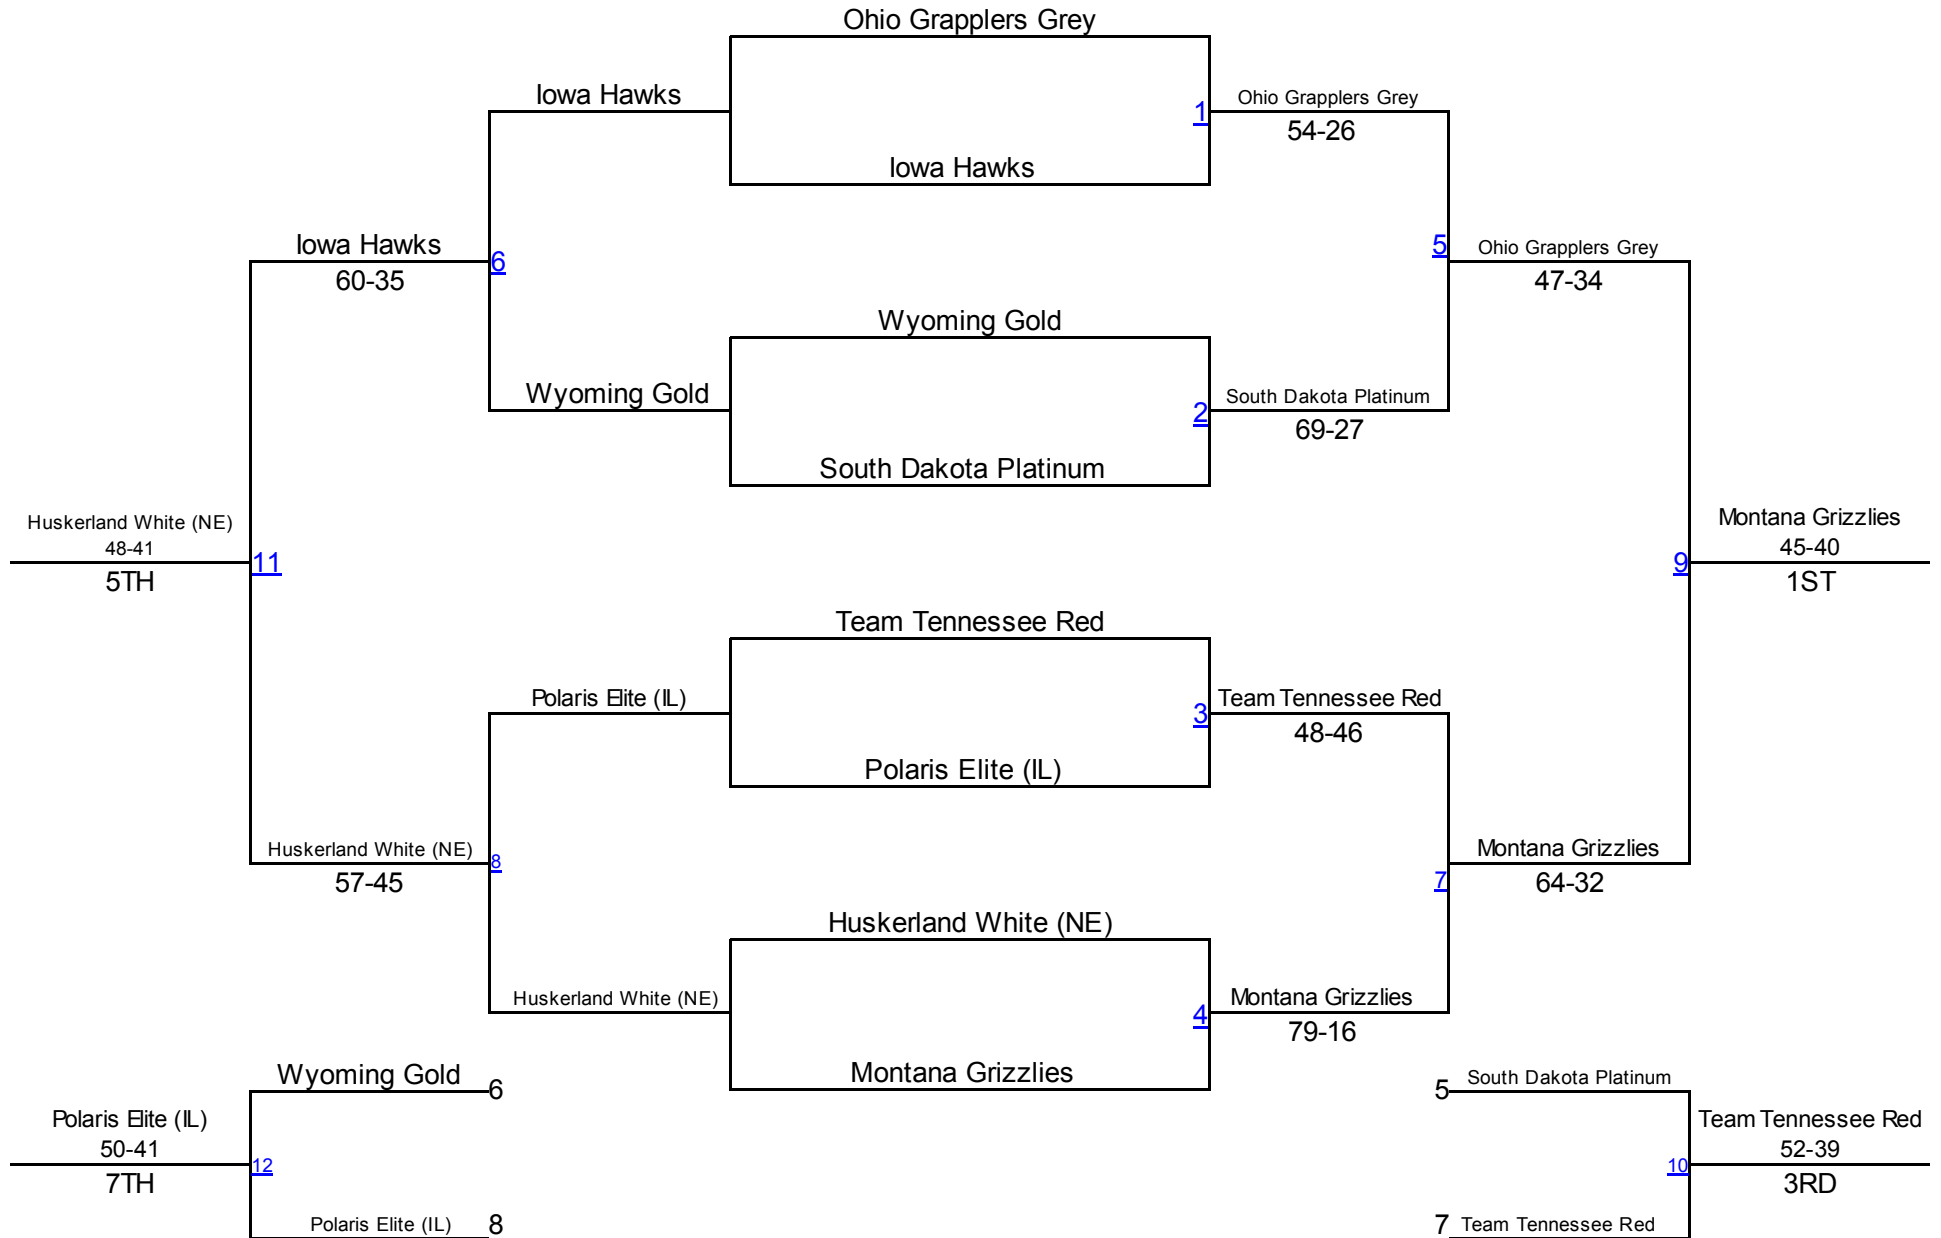 Ohio Grapplers Grey
Iowa Hawks
1
Ohio Grapplers Grey
54-26
Iowa Hawks
Iowa Hawks
60-35
6
5
Ohio Grapplers Grey
47-34
Wyoming Gold
Wyoming Gold
2
South Dakota Platinum
69-27
South Dakota Platinum
Huskerland White (NE)
48-41
5TH
11
9
Montana Grizzlies
45-40
1ST
Team Tennessee Red
Polaris Elite (IL)
3
Team Tennessee Red
48-46
Polaris Elite (IL)
Huskerland White (NE)
57-45
8
7
Montana Grizzlies
64-32
Huskerland White (NE)
Huskerland White (NE)
4
Montana Grizzlies
79-16
Montana Grizzlies
Wyoming Gold
6
5
South Dakota Platinum
Polaris Elite (IL)
50-41
7TH
12
10
Team Tennessee Red
52-39
3RD
Polaris Elite (IL)
8
7
Team Tennessee Red